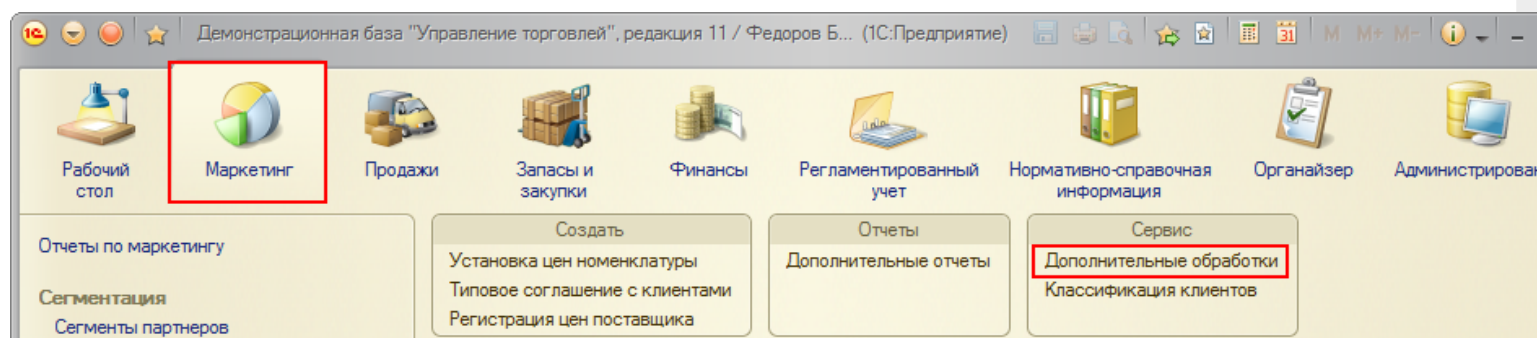 1С Демонстрационная база "Управление торговлей", редакция 11 / Федоров Б... (1С:Предприятие) 31 M M+ M-
Рабочий стол
Маркетинг
Продажи
Запасы и закупки
Финансы
Регламентированный учет
Нормативно-справочная информация
Органайзер
Администрирован
Отчеты по маркетингу
Сегментация
Сегменты партнеров
Создать
Установка цен номенклатуры
Типовое соглашение с клиентами
Регистрация цен поставщика
Отчеты
Дополнительные отчеты
Сервис
Дополнительные обработки
Классификация клиентов